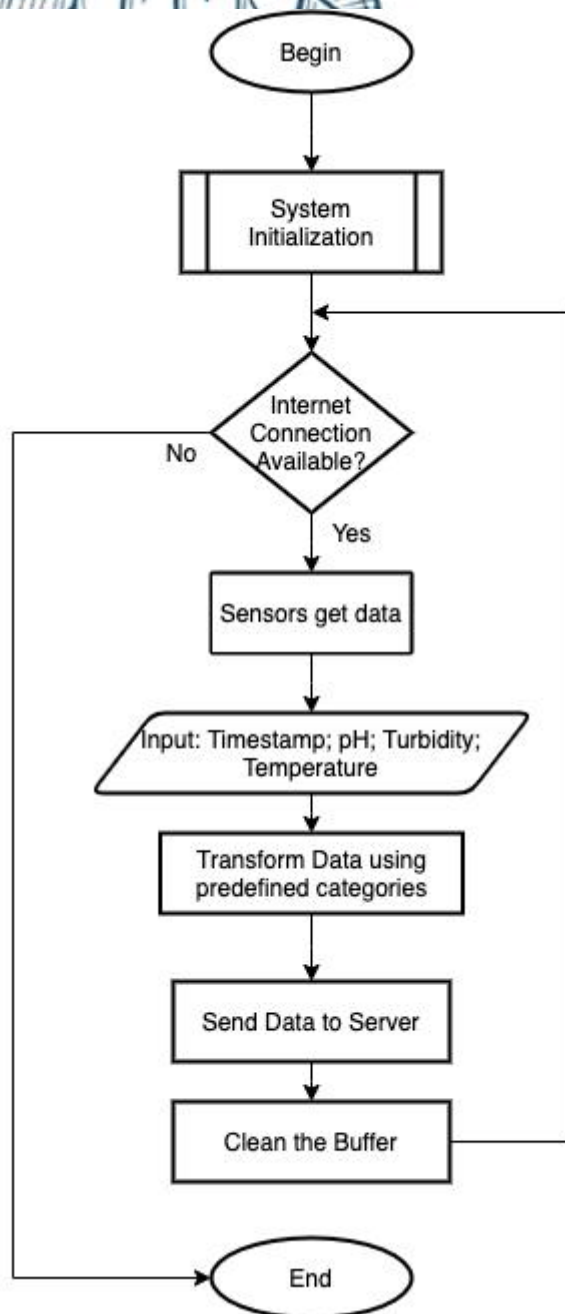 Begin
System
Initialization
Internet
Connection
Available?
No
Yes
Sensors get data
Input: Timestamp; pH; Turbidity;
Temperature
Transform Data using
predefined categories
Send Data to Server
Clean the Buffer
End